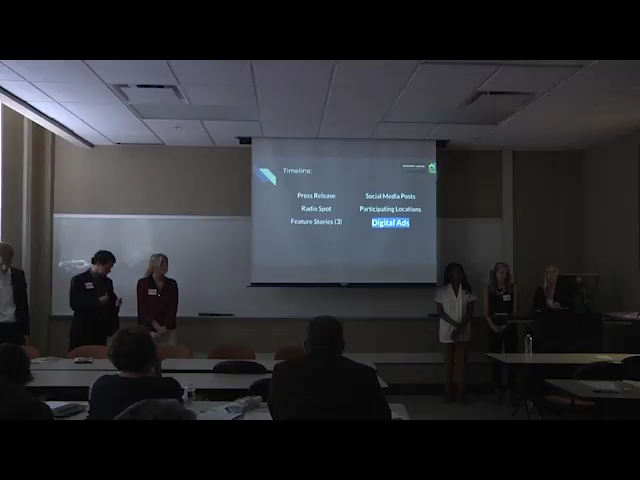 Timeline:
Press Release
Radio Spot
Feature Stories (3)
Social Media Posts
Participating Locations
Digital Ads